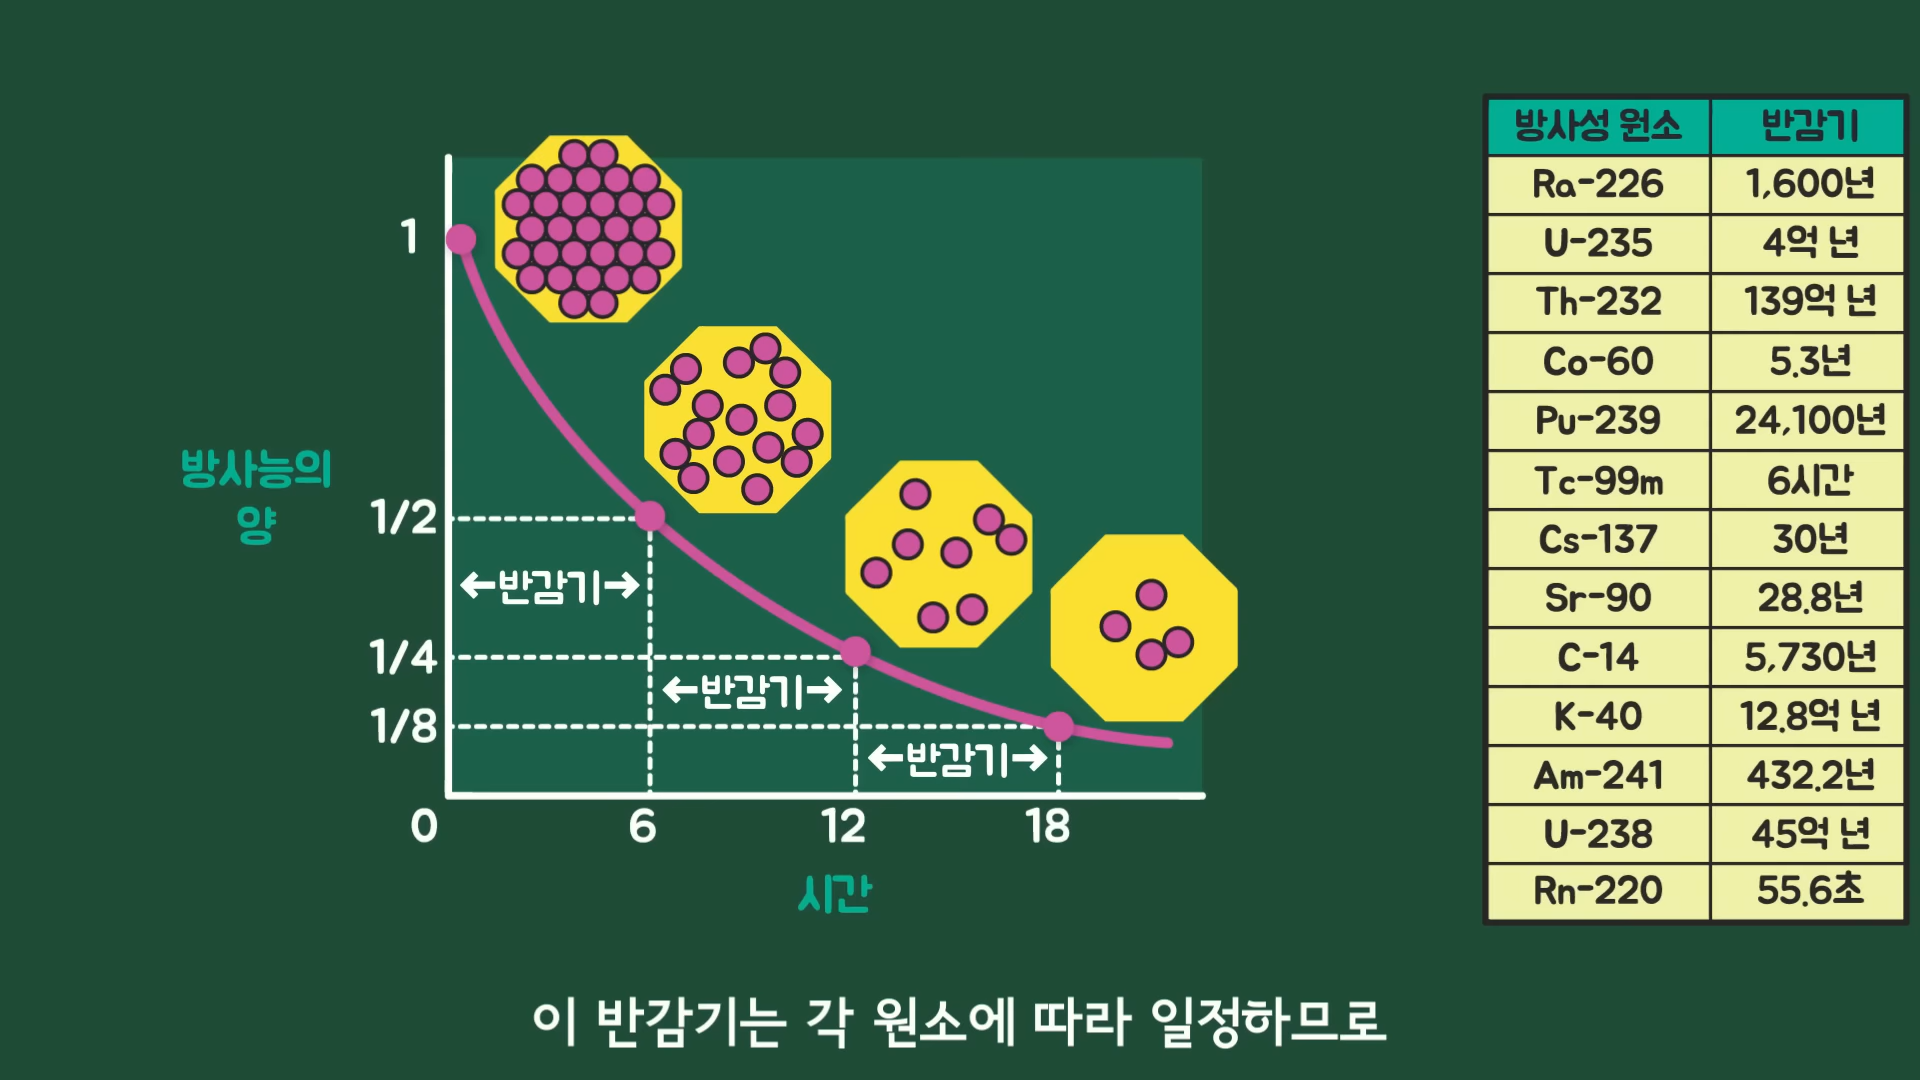 1
1/2
1/4
1/8
방사능의
양
←반감기→
←반감기→
←반감기→
0 6 12 18
시간
방사성 원소 반감기
Ra-226 1,600년
U-235 4억 년
Th-232 139억 년
Co-60 5.3년
Pu-239 24,100년
Tc-99m 6시간
Cs-137 30년
Sr-90 28.8년
C-14 5,730년
K-40 12.8억 년
Am-241 432.2년
U-238 45억 년
Rn-220 55.6초
이 반감기는 각 원소에 따라 일정하므로